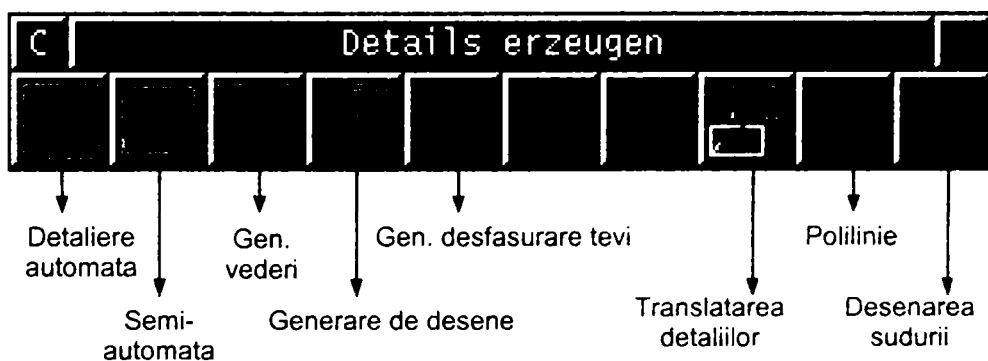 C Details erzeugen
Detaliere
automata
Gen.
vederi
Gen. desfasurare tevi
Polilinie
Semi-
automata
Generare de desene
Translatarea
detaliilor
Desenarea
sudurii